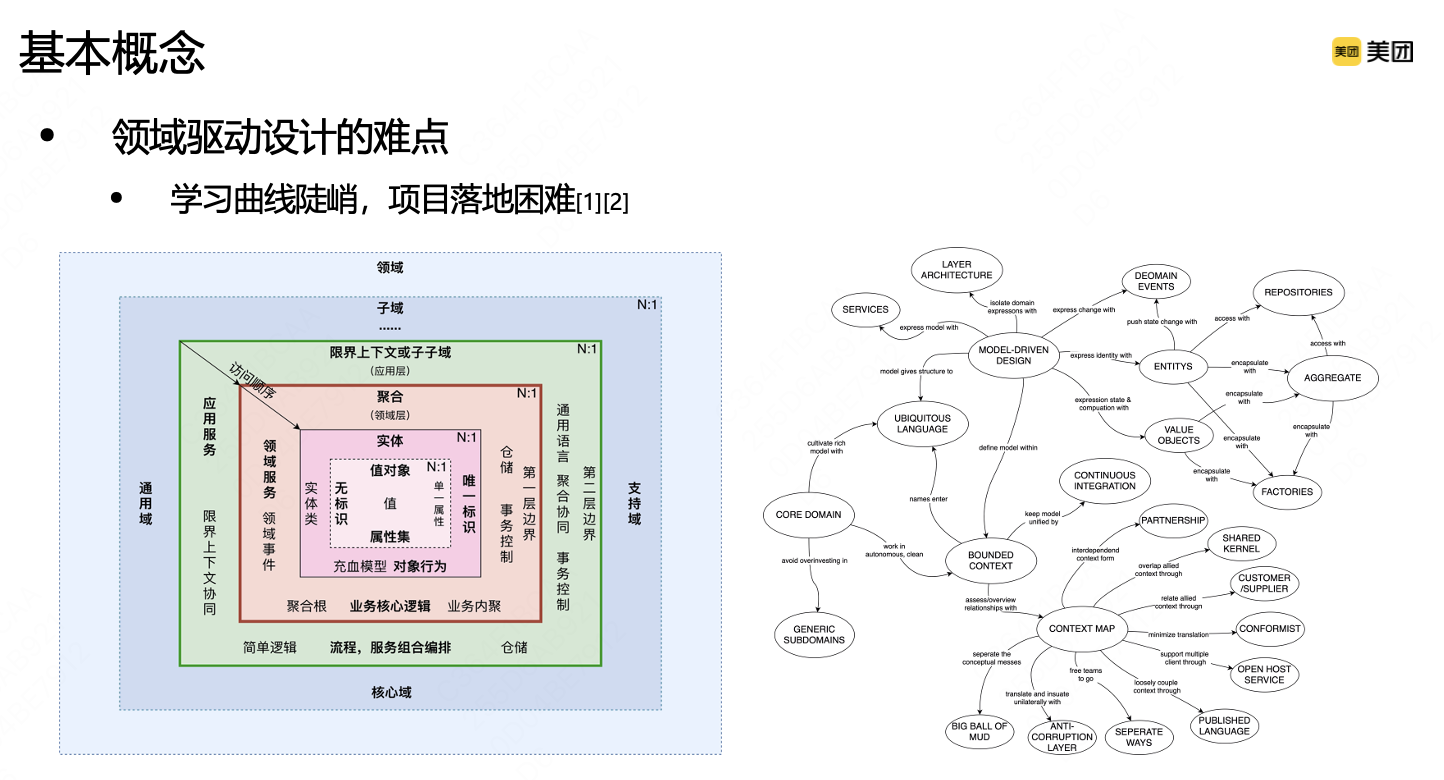 基本概念
美团 美团
• 领域驱动设计的难点
• 学习曲线陡峭，项目落地困难[1][2]
领域
子域
N:1
......
限界上下文或子子域
N:1
（应用层）
访问顺序
聚合
N:1
（领域层）
实体
N:1
值对象
N:1
值
属性集
无标识
单一属性
实体类
唯一标识
充血模型 对象行为
领域服务
领域事件
仓储
事务控制
第一层边界
聚合根 业务核心逻辑 业务内聚
应用服务
限界上下文协同
通用语言
聚合协同
事务控制
第二层边界
简单逻辑 流程，服务组合编排 仓储
通用域
支持域
核心域
LAYER
ARCHITECTURE
DEOMAIN
EVENTS
REPOSITORIES
SERVICES
isolate domain
expressons with
express change with
push state change with
access with
express model with
MODEL-DRIVEN
DESIGN
express identity with
ENTITYS
encapsulate
with
access with
AGGREGATE
model gives structure to
expression state &
compuation with
encapsulate
with
UBIQUITOUS
LANGUAGE
VALUE
OBJECTS
encapsulate
with
encapsulate
with
cultivate rich
model with
define model within
encapsulate
with
FACTORIES
CONTINUOUS
INTEGRATION
names enter
keep model
unified by
CORE DOMAIN
PARTNERSHIP
work in
autonomous, clean
avoid overinvesting in
BOUNDED
CONTEXT
interdependend
context form
SHARED
KERNEL
overlap allied
context through
CUSTOMER
/SUPPLIER
assess/overview
relationships with
relate allied
context through
GENERIC
SUBDOMAINS
CONTEXT MAP
minimize translation
CONFORMIST
seperate the
conceptual messes
free teams
to go
support multiple
client through
OPEN HOST
SERVICE
translate and insuate
unilaterally with
loosely couple
context through
BIG BALL OF
MUD
ANTI-
CORRUPTION
LAYER
SEPERATE
WAYS
PUBLISHED
LANGUAGE